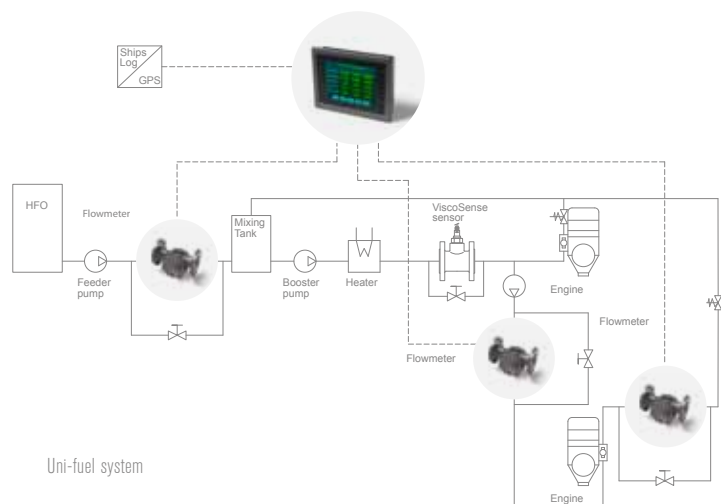 Ships
Log
GPS
HFO
Flowmeter
Mixing
Tank
ViscoSense
sensor
Feeder
pump
Booster
pump
Heater
Engine
Flowmeter
Flowmeter
Uni-fuel system
Engine